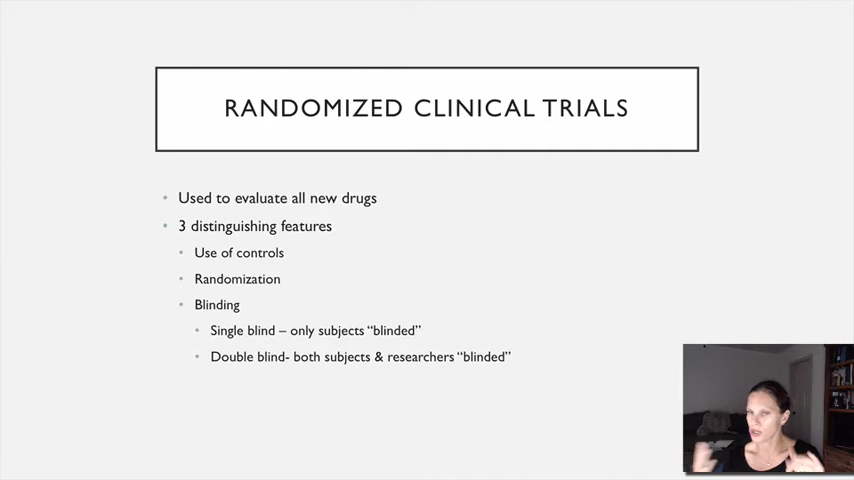 RANDOMIZED CLINICAL TRIALS
Used to evaluate all new drugs
3 distinguishing features
Use of controls
Randomization
Blinding
Single blind – only subjects “blinded”
Double blind- both subjects & researchers “blinded”